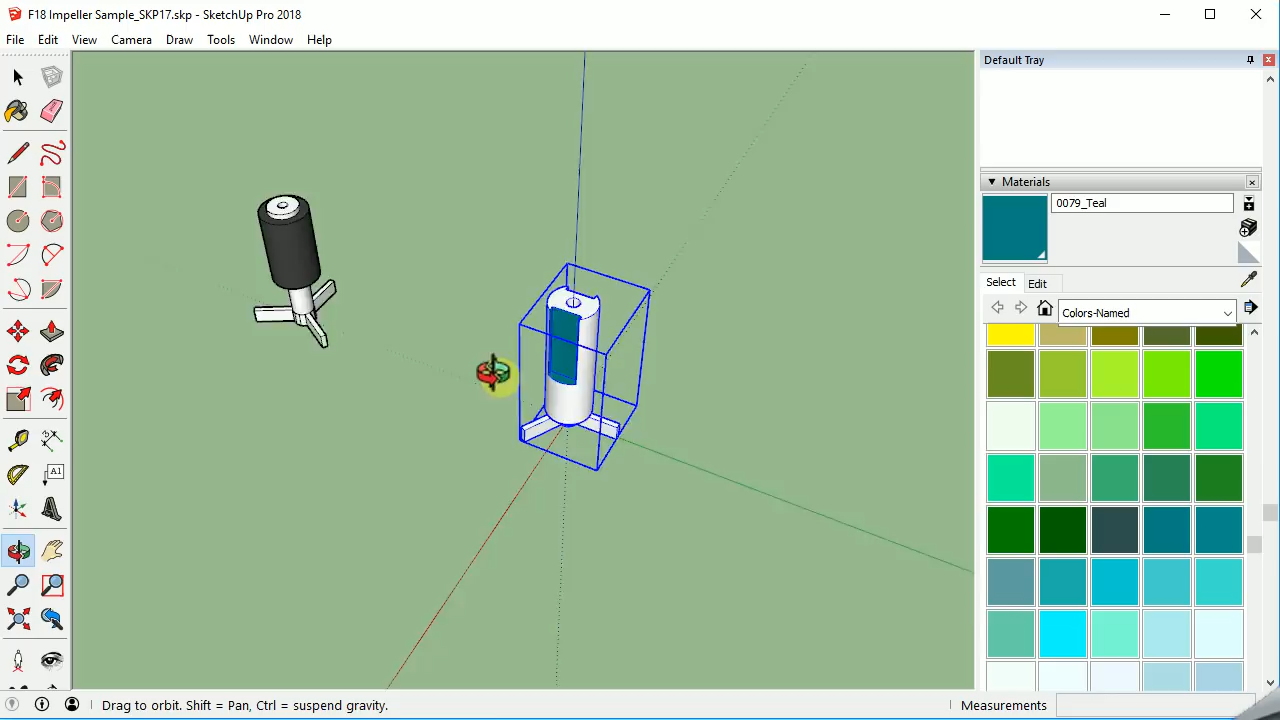 F18 Impeller Sample_SKP17.skp - SketchUp Pro 2018
File Edit View Camera Draw Tools Window Help
Default Tray
Materials
0079_Teal
Select Edit
Colors-Named
A1
Drag to orbit. Shift = Pan, Ctrl = suspend gravity.
Measurements